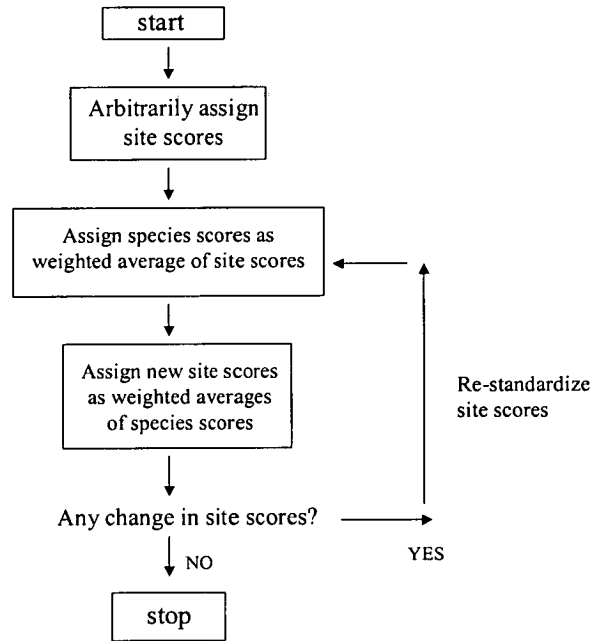 start
Arbitrarily assign
site scores
Assign species scores as
weighted average of site scores
Assign new site scores
as weighted averages
of species scores
Re-standardize
site scores
Any change in site scores?
YES
NO
stop